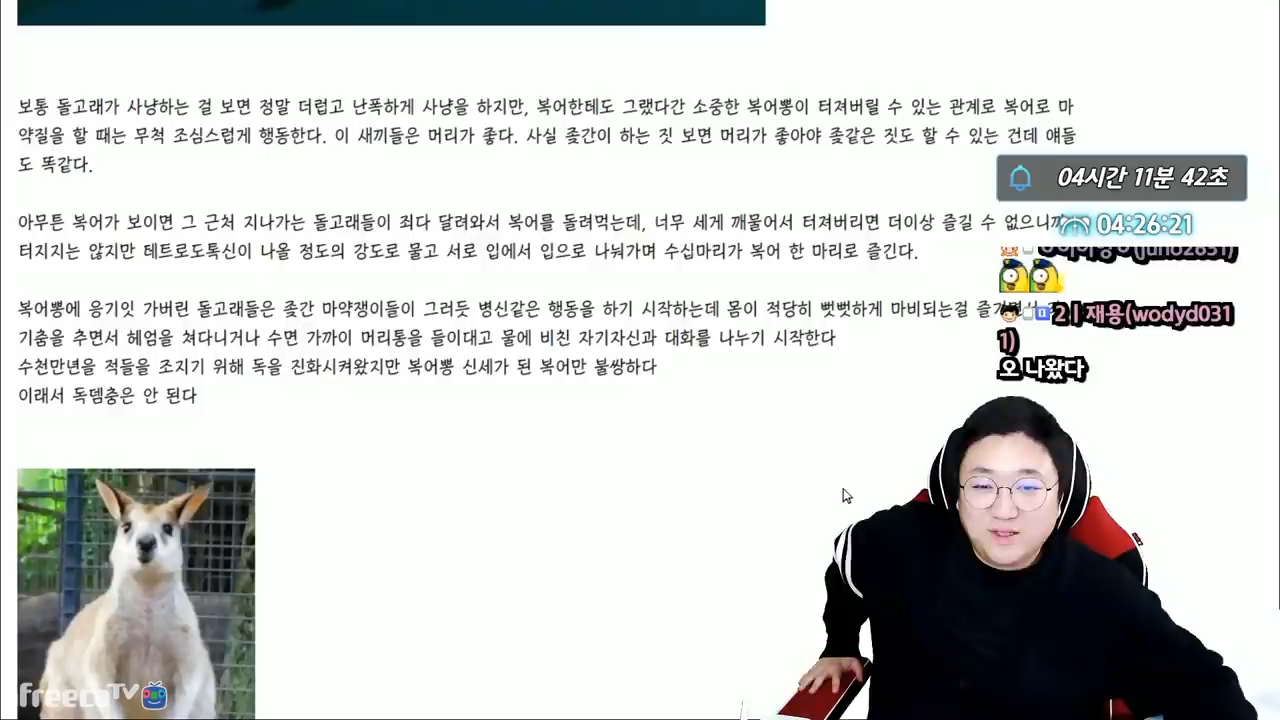 보통 돌고래가 사냥하는 걸 보면 정말 더럽고 난폭하게 사냥을 하지만, 복어한테도 그랬다간 소중한 복어뽕이 터져버릴 수 있는 관계로 복어로 마
약질을 할 때는 무척 조심스럽게 행동한다. 이 새끼들은 머리가 좋다. 사실 좆간이 하는 짓 보면 머리가 좋아야 좆같은 짓도 할 수 있는 건데 얘들
도 똑같다.
아무튼 복어가 보이면 그 근처 지나가는 돌고래들이 죄다 달려와서 복어를 돌려먹는데, 너무 세게 깨물어서 터져버리면 더이상 즐길 수 없으니까
터지지는 않지만 테트로도톡신이 나올 정도의 강도로 물고 서로 입에서 입으로 나눠가며 수십마리가 복어 한 마리로 즐긴다.
복어뽕에 응기잇 가버린 돌고래들은 좆간 마약쟁이들이 그러듯 병신같은 행동을 하기 시작하는데 몸이 적당히 뻣뻣하게 마비되는걸
기춤을 추면서 헤엄을 쳐다니거나 수면 가까이 머리통을 들이대고 물에 비친 자기자신과 대화를 나누기 시작한다
수천만년을 적들을 조지기 위해 독을 진화시켜왔지만 복어뽕 신세가 된 복어만 불쌍하다
이래서 독뎀충은 안 된다
04시간 11분 42초
04:26:21
2 | 재용(wodyd031
1)
오 나왔다
freecaTV